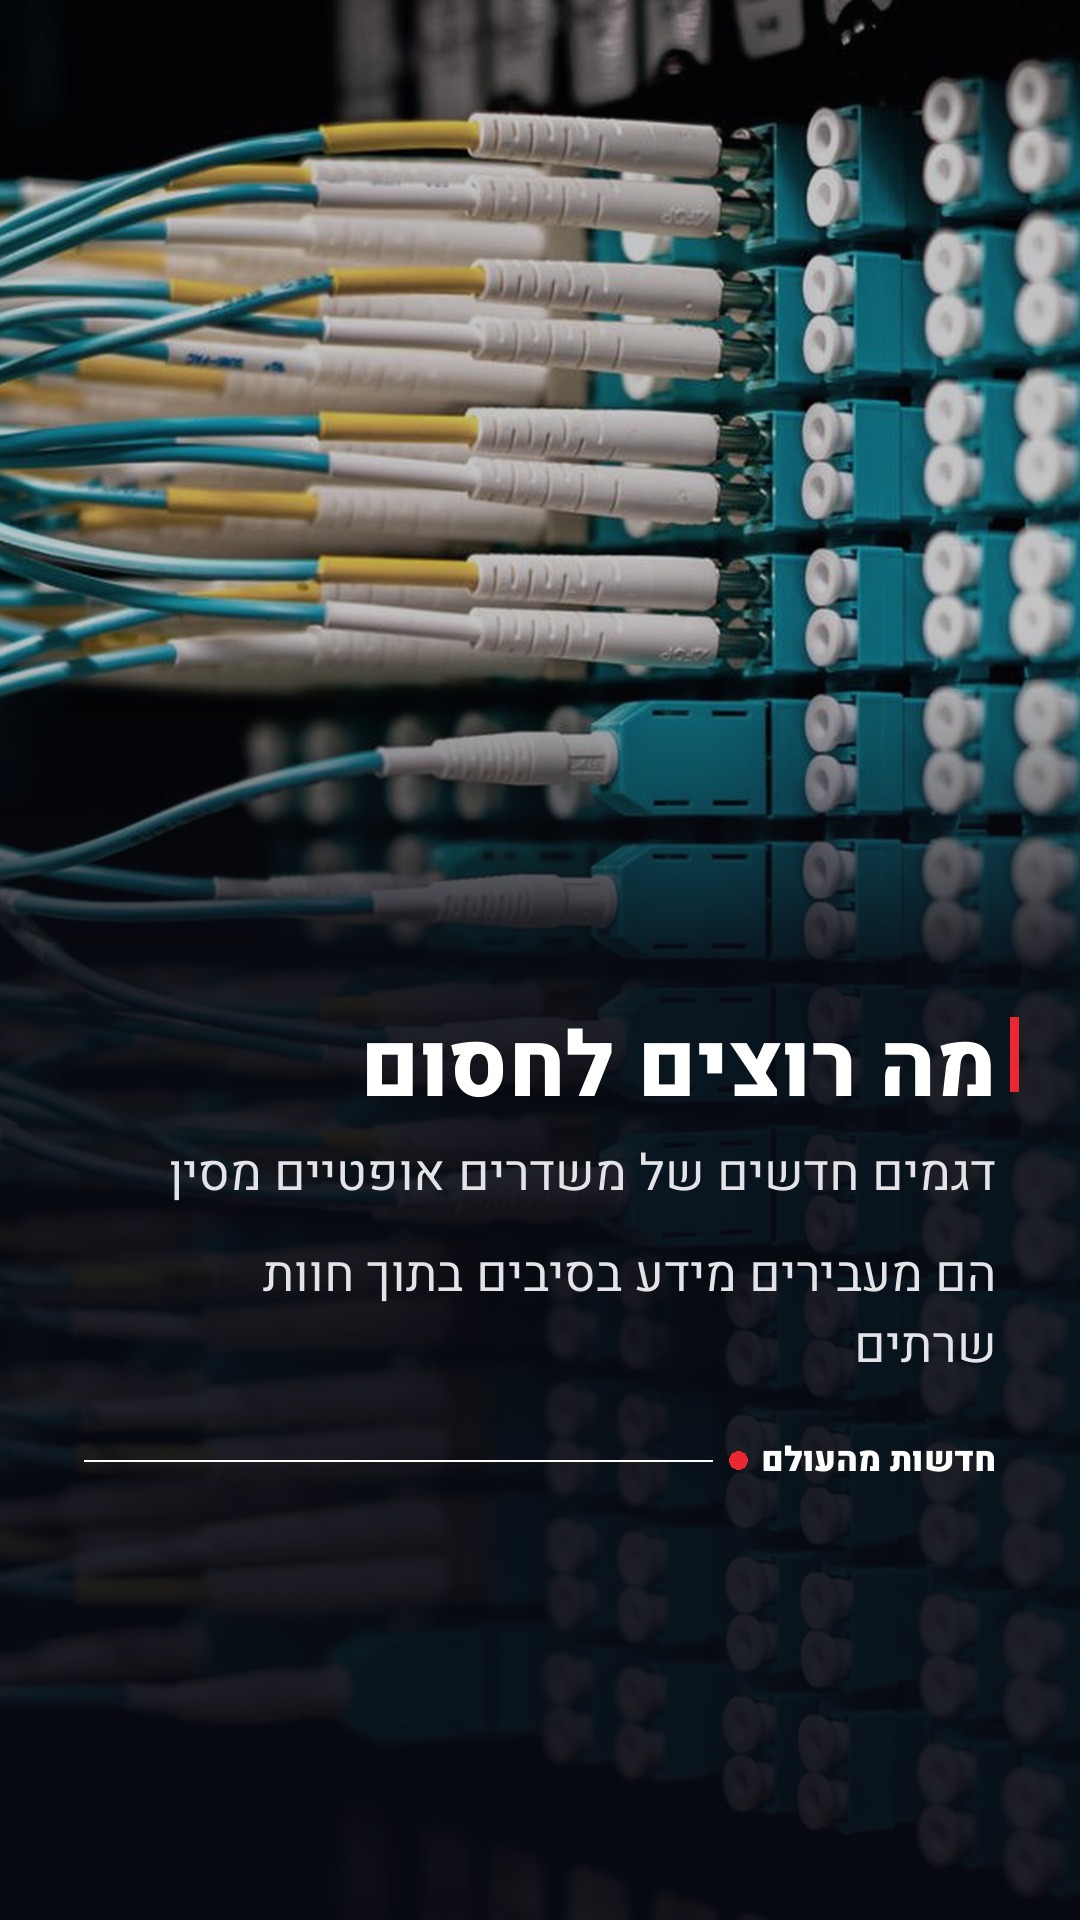 מה רוצים לחסום
דגמים חדשים של משדרים אופטיים מסין
הם מעבירים מידע בסיבים בתוך חוות
שרתים
חדשות מהעולם